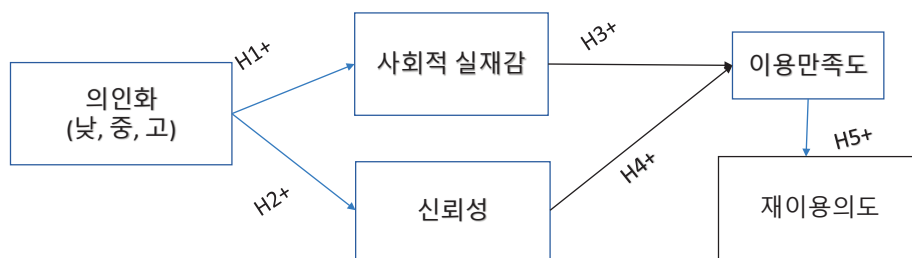 의인화
(낮, 중, 고)
H1+
H2+
사회적 실재감
신뢰성
H3+
H4+
이용만족도
H5+
재이용의도